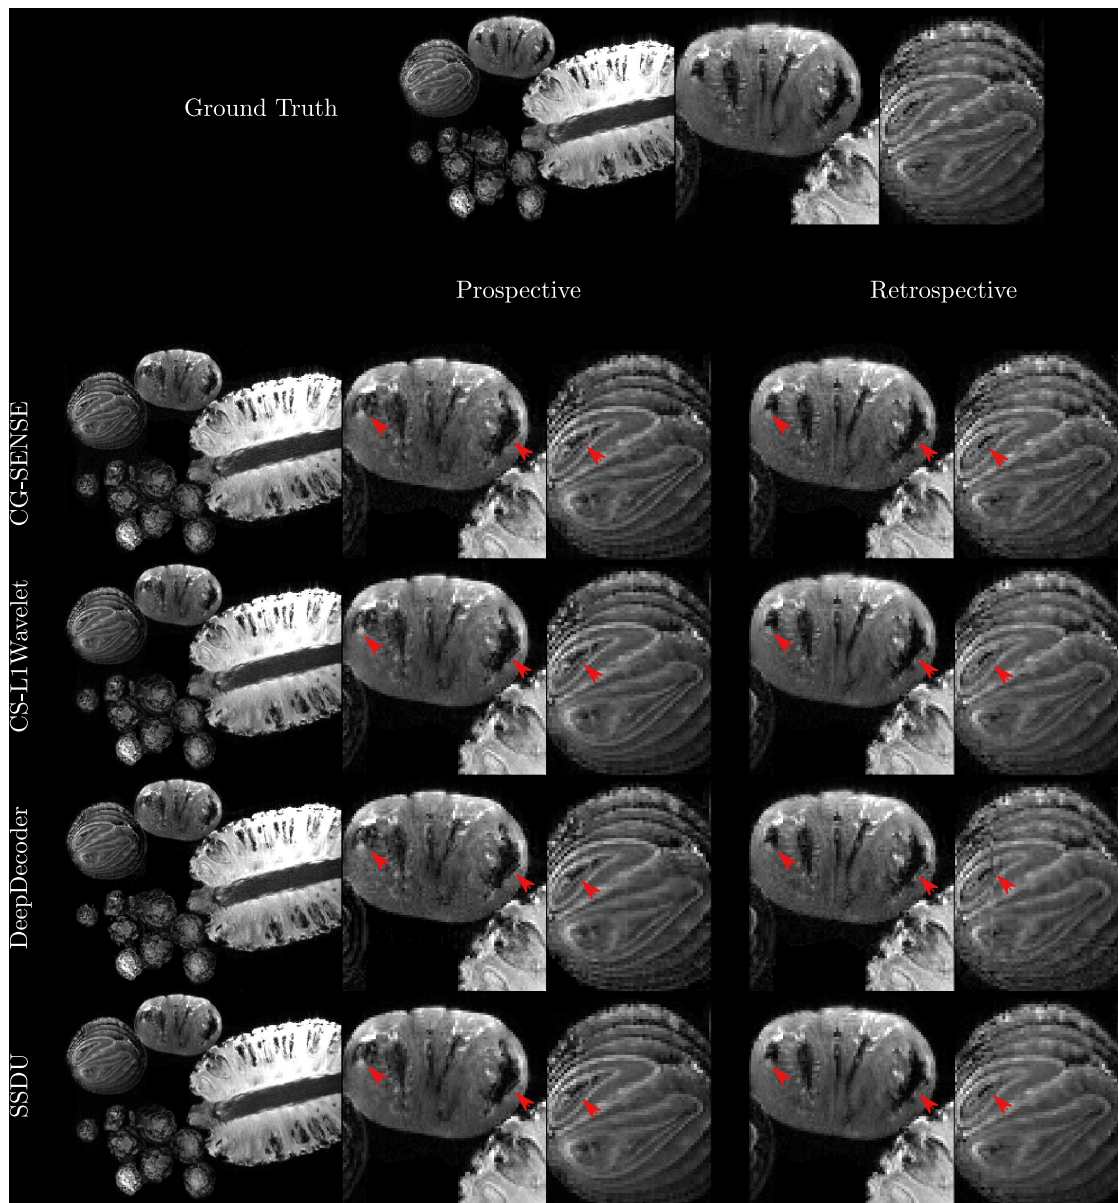 Ground Truth
Prospective
Retrospective
CG-SENSE
CS-L1Wavelet
DeepDecoder
SSDU